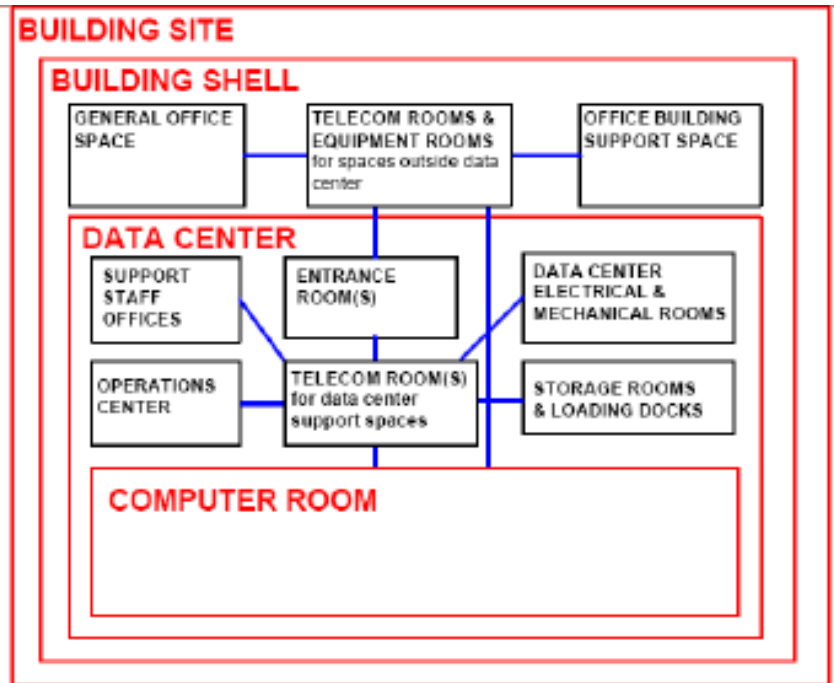 BUILDING SITE
BUILDING SHELL
GENERAL OFFICE
SPACE
TELECOM ROOMS &
EQUIPMENT ROOMS
for spaces outside data
center
OFFICE BUILDING
SUPPORT SPACE
DATA CENTER
SUPPORT
STAFF
OFFICES
ENTRANCE
ROOM(S)
DATA CENTER
ELECTRICAL &
MECHANICAL ROOMS
OPERATIONS
CENTER
TELECOM ROOM(S)
for data center
support spaces
STORAGE ROOMS
& LOADING DOCKS
COMPUTER ROOM